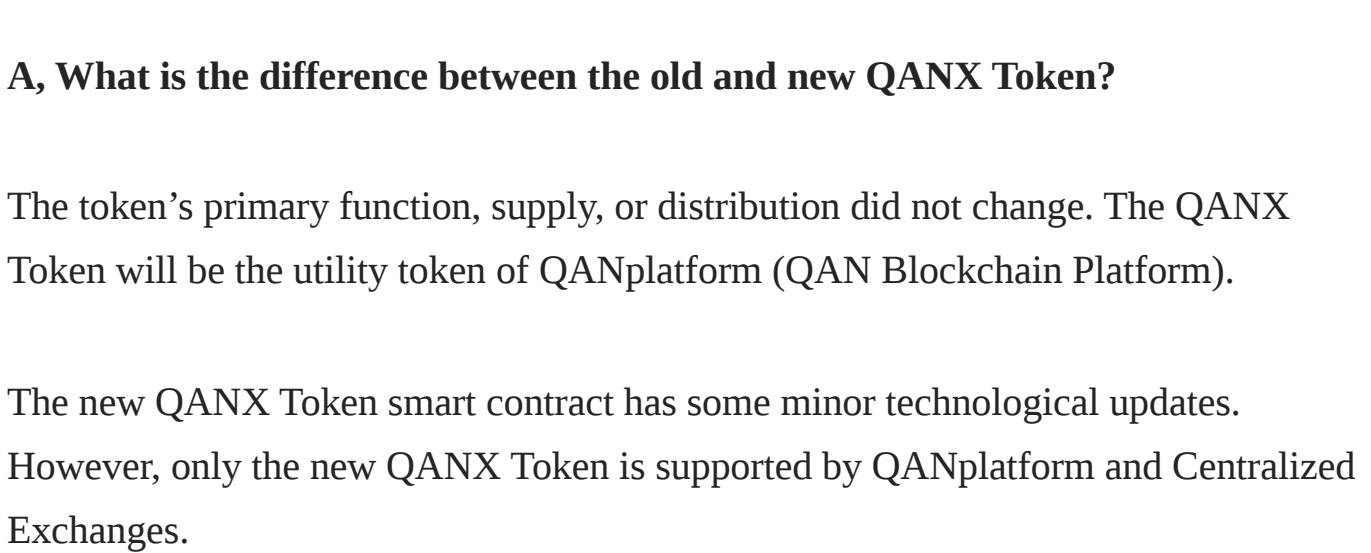 A, What is the difference between the old and new QANX Token?
The token’s primary function, supply, or distribution did not change. The QANX
Token will be the utility token of QANplatform (QAN Blockchain Platform).
The new QANX Token smart contract has some minor technological updates.
However, only the new QANX Token is supported by QANplatform and Centralized
Exchanges.